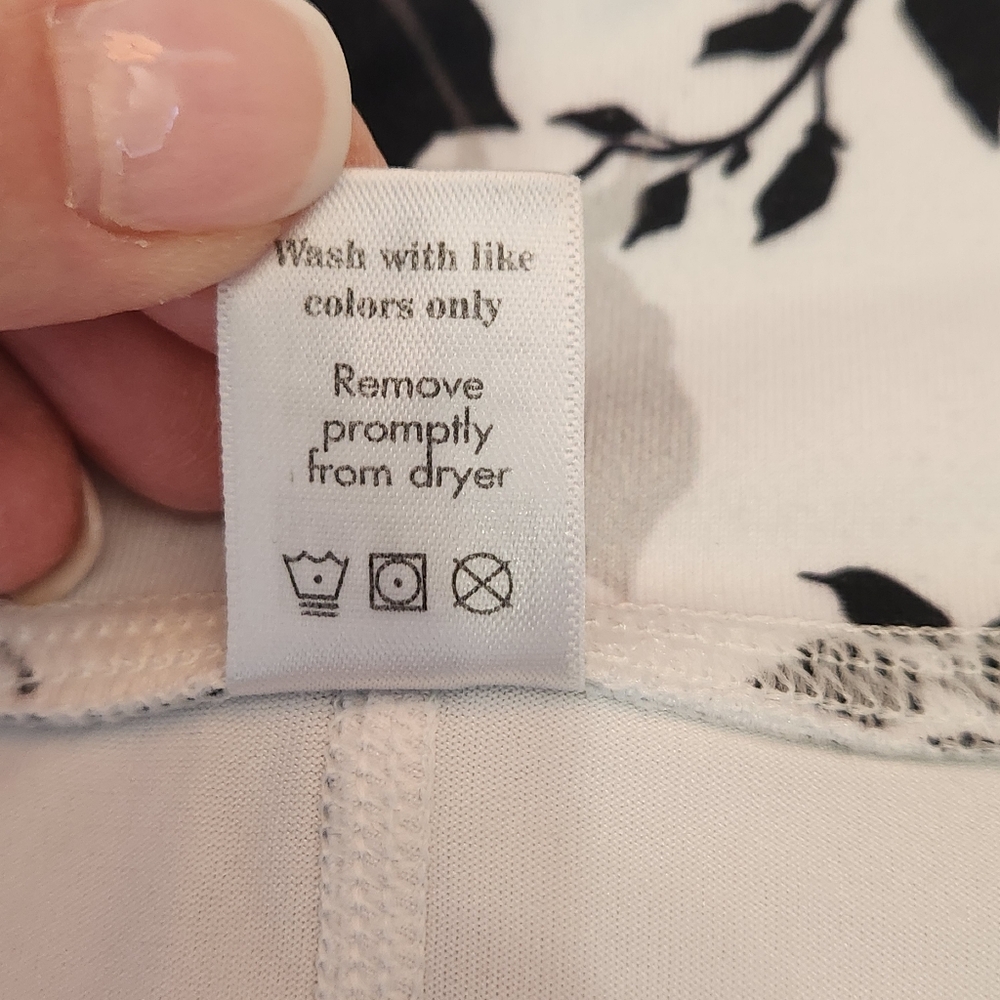 Wash with like
colors only
Remove
promptly
from dryer